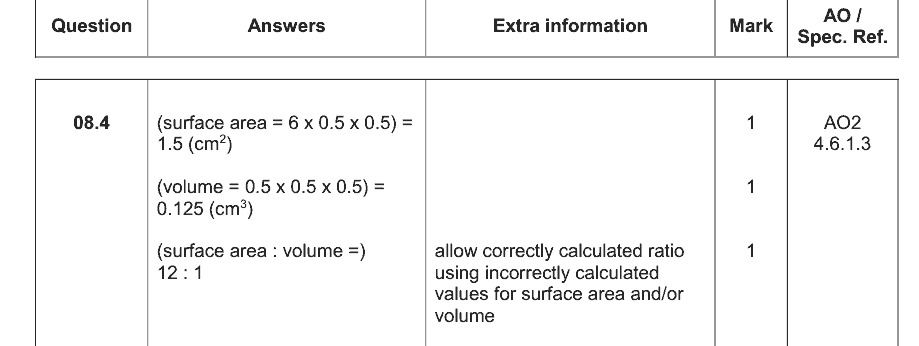 Question Answers Extra information Mark AO /
Spec. Ref.
08.4 (surface area = 6 x 0.5 x 0.5) = 1 AO2
1.5 (cm²) 4.6.1.3
(volume = 0.5 x 0.5 x 0.5) = 1
0.125 (cm³)
(surface area : volume =) allow correctly calculated ratio 1
12 : 1 using incorrectly calculated
values for surface area and/or
volume